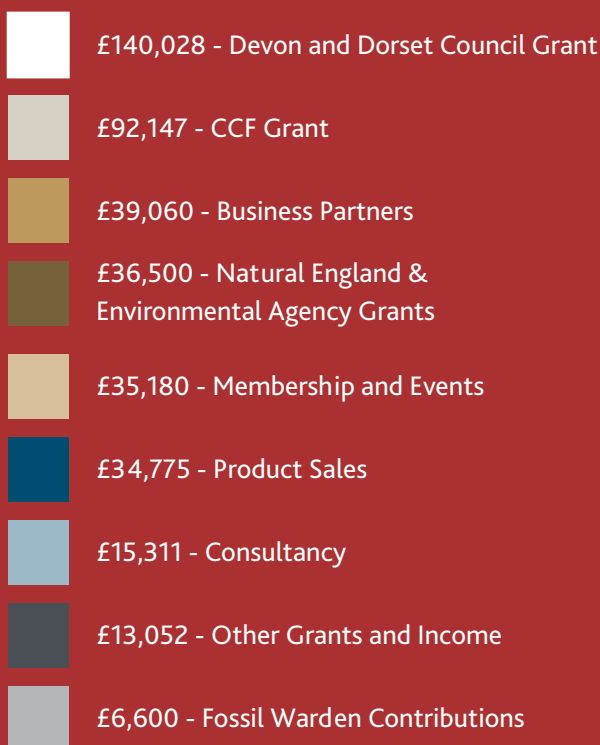 £140,028 - Devon and Dorset Council Grant
£92,147 - CCF Grant
£39,060 - Business Partners
£36,500 - Natural England &
Environmental Agency Grants
£35,180 - Membership and Events
£34,775 - Product Sales
£15,311 - Consultancy
£13,052 - Other Grants and Income
£6,600 - Fossil Warden Contributions